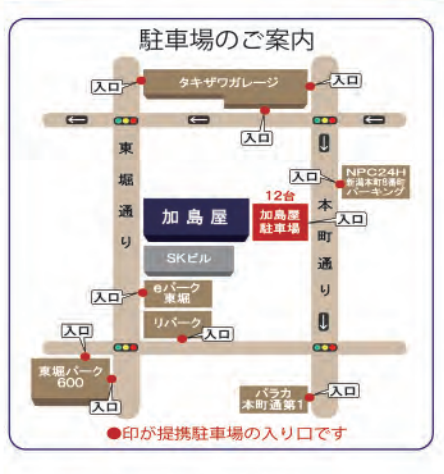 駐車場のご案内
タキザワガレージ
入口
入口
入口
東堀通り
本町通り
NPC24H
新潟本町8番町
パーキング
入口
12台
加島屋
駐車場
入口
加島屋
SKビル
eパーク
東堀
入口
リパーク
入口
入口
東堀パーク
600
入口
パラカ
本町通第1
入口
●印が提携駐車場の入り口です